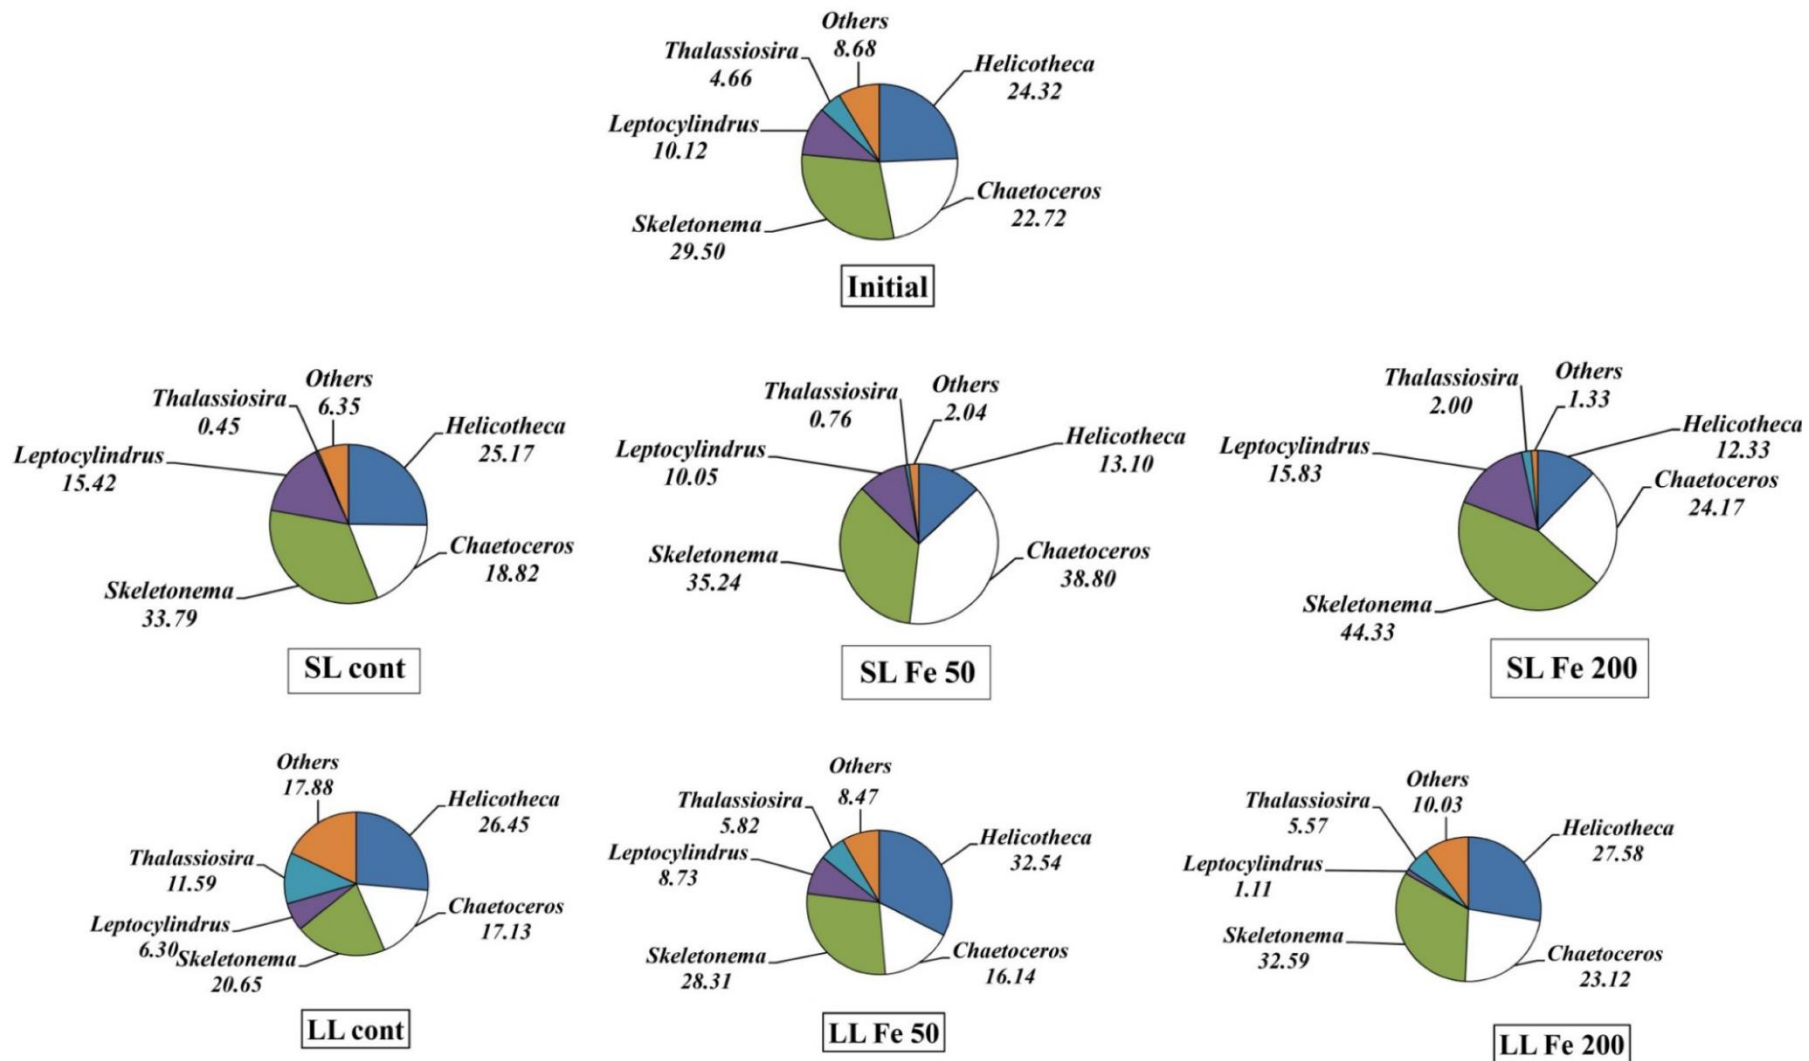 Others
8.68
Thalassiosira
4.66
Helicotheca
24.32
Leptocylindrus
10.12
Chaetoceros
22.72
Skeletonema
29.50
Initial
Others
6.35
Thalassiosira
0.45
Helicotheca
25.17
Leptocylindrus
15.42
Chaetoceros
18.82
Skeletonema
33.79
SL cont
Thalassiosira
0.76
Others
2.04
Helicotheca
13.10
Leptocylindrus
10.05
Chaetoceros
38.80
Skeletonema
35.24
SL Fe 50
Thalassiosira
2.00
Others
1.33
Helicotheca
12.33
Leptocylindrus
15.83
Chaetoceros
24.17
Skeletonema
44.33
SL Fe 200
Others
17.88
Helicotheca
26.45
Thalassiosira
11.59
Chaetoceros
17.13
Leptocylindrus
6.30
Skeletonema
20.65
LL cont
Others
8.47
Thalassiosira
5.82
Helicotheca
32.54
Leptocylindrus
8.73
Chaetoceros
16.14
Skeletonema
28.31
LL Fe 50
Others
10.03
Thalassiosira
5.57
Helicotheca
27.58
Leptocylindrus
1.11
Chaetoceros
23.12
Skeletonema
32.59
LL Fe 200